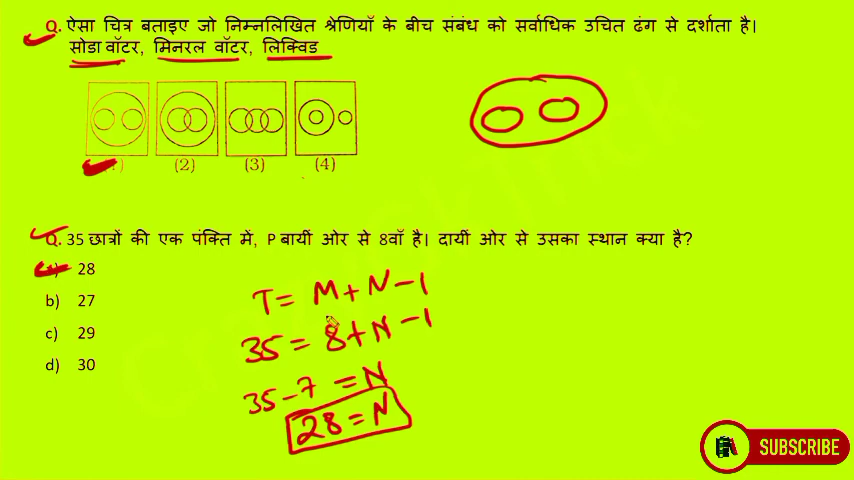 Q. ऐसा चित्र बताइए जो निम्नलिखित श्रेणियाँ के बीच संबंध को सर्वाधिक उचित ढंग से दर्शाता है।
सोडा वॉटर, मिनरल वॉटर, लिक्विड
(2) (3) (4)
Q. 35 छात्रों की एक पंक्ति में, P बायीं ओर से 8वाँ है। दायीं ओर से उसका स्थान क्या है?
28
b) 27
c) 29
d) 30
T = M + N - 1
35 = 8 + N - 1
35 - 7 = N
28 = N
SUBSCRIBE